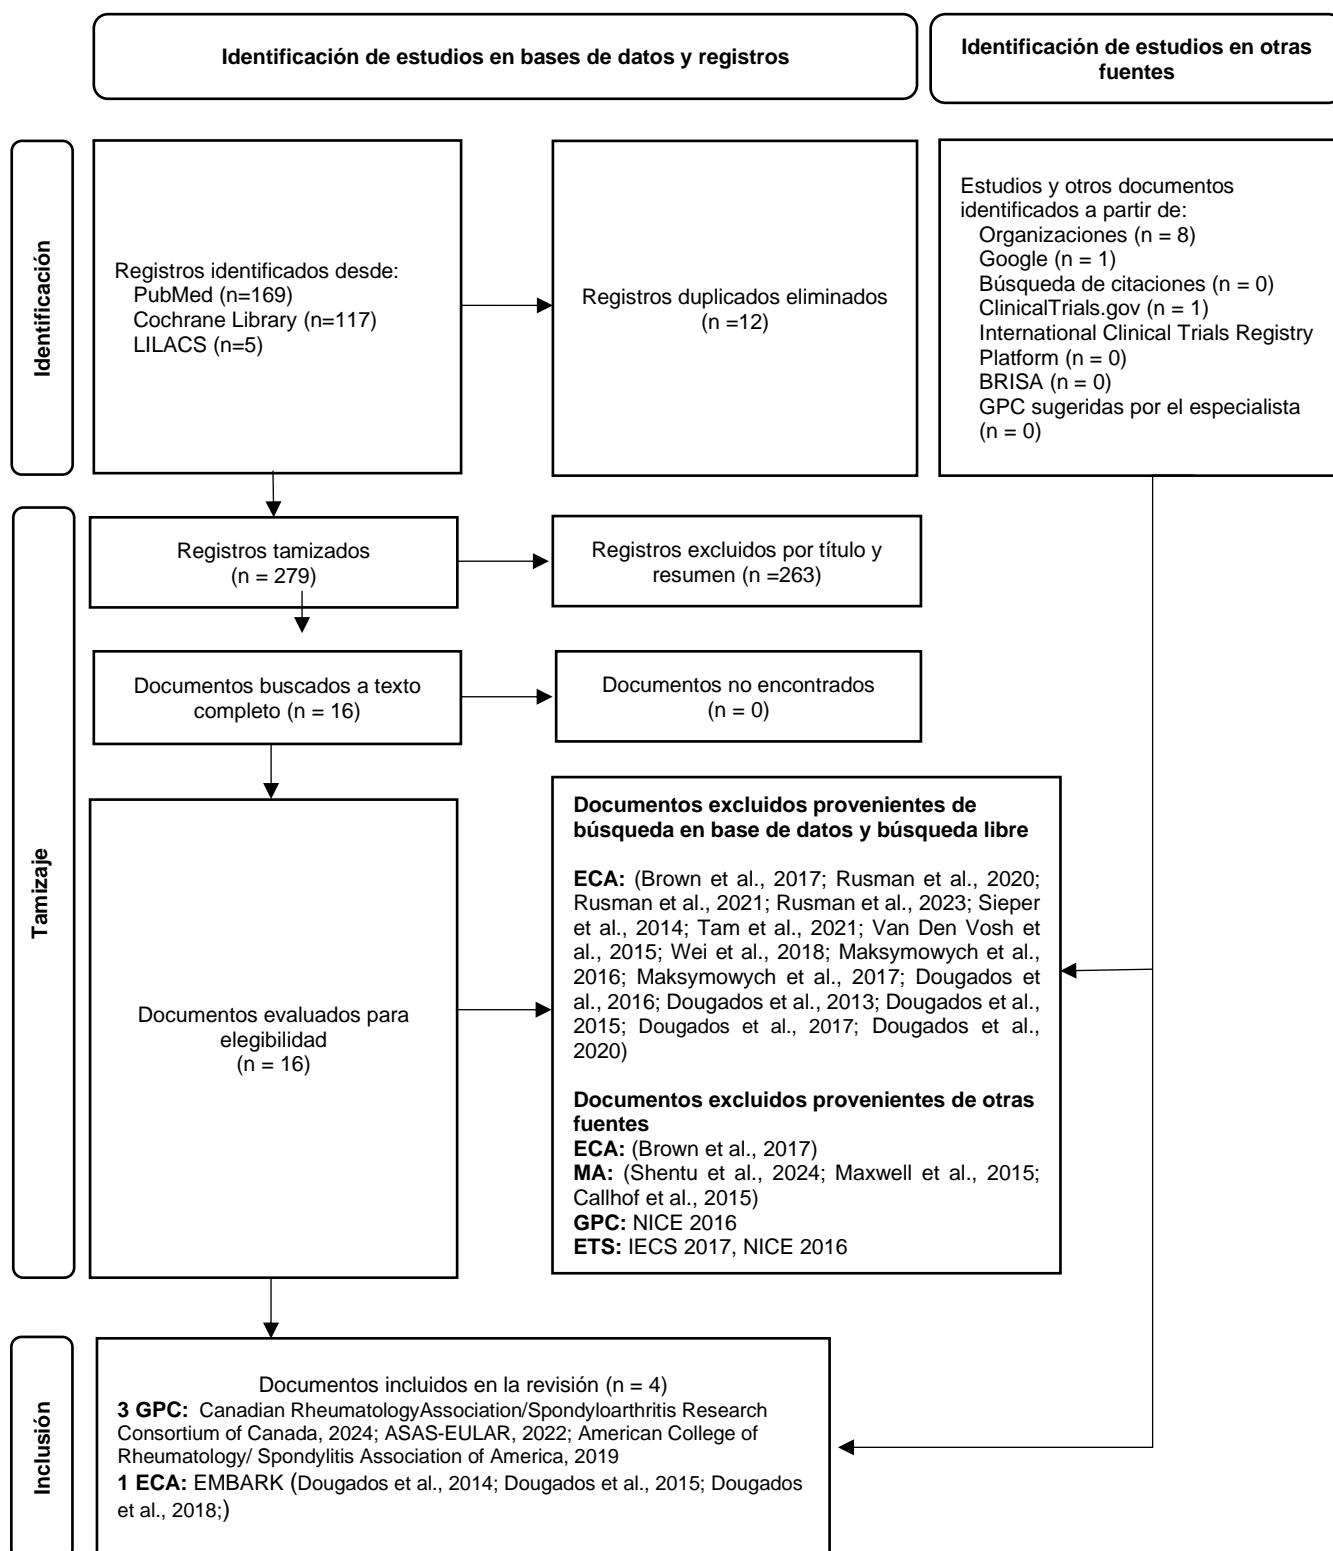 Identificación de estudios en bases de datos y registros
Identificación de estudios en otras
fuentes
Identificación
Registros identificados desde:
PubMed (n=169)
Cochrane Library (n=117)
LILACS (n=5)
Registros duplicados eliminados
(n =12)
Estudios y otros documentos
identificados a partir de:
Organizaciones (n = 8)
Google (n = 1)
Búsqueda de citaciones (n = 0)
ClinicalTrials.gov (n = 1)
International Clinical Trials Registry
Platform (n = 0)
BRISA (n = 0)
GPC sugeridas por el especialista
(n = 0)
Tamizaje
Registros tamizados
(n = 279)
Registros excluidos por título y
resumen (n =263)
Documentos buscados a texto
completo (n = 16)
Documentos no encontrados
(n = 0)
Documentos evaluados para
elegibilidad
(n = 16)
Documentos excluidos provenientes de
búsqueda en base de datos y búsqueda libre
ECA: (Brown et al., 2017; Rusman et al., 2020;
Rusman et al., 2021; Rusman et al., 2023; Sieper
et al., 2014; Tam et al., 2021; Van Den Vosh et
al., 2015; Wei et al., 2018; Maksymowych et al.,
2016; Maksymowych et al., 2017; Dougados et
al., 2016; Dougados et al., 2013; Dougados et al.,
2015; Dougados et al., 2017; Dougados et al.,
2020)
Documentos excluidos provenientes de otras
fuentes
ECA: (Brown et al., 2017)
MA: (Shentu et al., 2024; Maxwell et al., 2015;
Callhof et al., 2015)
GPC: NICE 2016
ETS: IECS 2017, NICE 2016
Inclusión
Documentos incluidos en la revisión (n = 4)
3 GPC: Canadian RheumatologyAssociation/Spondyloarthritis Research
Consortium of Canada, 2024; ASAS-EULAR, 2022; American College of
Rheumatology/ Spondylitis Association of America, 2019
1 ECA: EMBARK (Dougados et al., 2014; Dougados et al., 2015; Dougados
et al., 2018;)